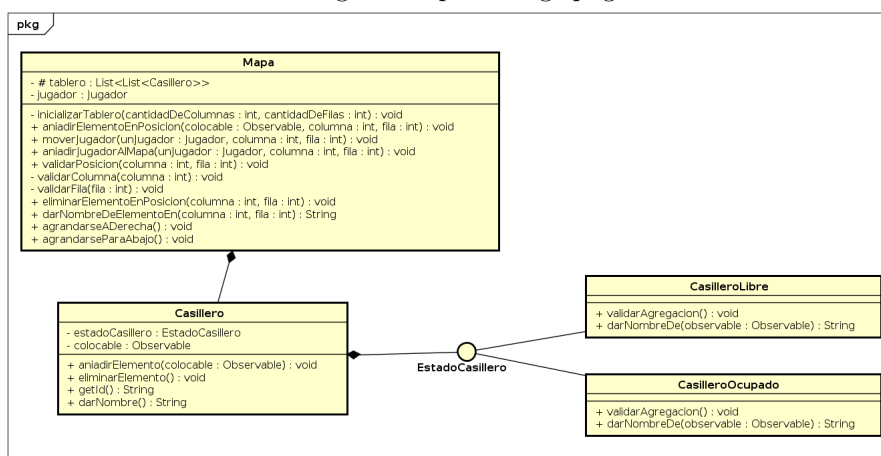 pkg
Mapa
- # tablero : List<List<Casillero>>
- jugador : Jugador
- inicializarTablero(cantidadDeColumnas : int, cantidadDeFilas : int) : void
+ aniadirElementoEnPosicion(colocable : Observable, columna : int, fila : int) : void
+ moverJugador(unJugador : Jugador, columna : int, fila : int) : void
+ aniadirJugadorAlMapa(unJugador : Jugador, columna : int, fila : int) : void
+ validarPosicion(columna : int, fila : int) : void
- validarColumna(columna : int) : void
- validarFila(fila : int) : void
+ eliminarElementoEnPosicion(columna : int, fila : int) : void
+ darNombreDeElementoEn(columna : int, fila : int) : String
+ agrandarseADerecha() : void
+ agrandarseParaAbajo() : void
Casillero
- estadoCasillero : EstadoCasillero
- colocable : Observable
+ aniadirElemento(colocable : Observable) : void
+ eliminarElemento() : void
+ getId() : String
+ darNombre() : String
EstadoCasillero
CasilleroLibre
+ validarAgregacion() : void
+ darNombreDe(observable : Observable) : String
CasilleroOcupado
+ validarAgregacion() : void
+ darNombreDe(observable : Observable) : String